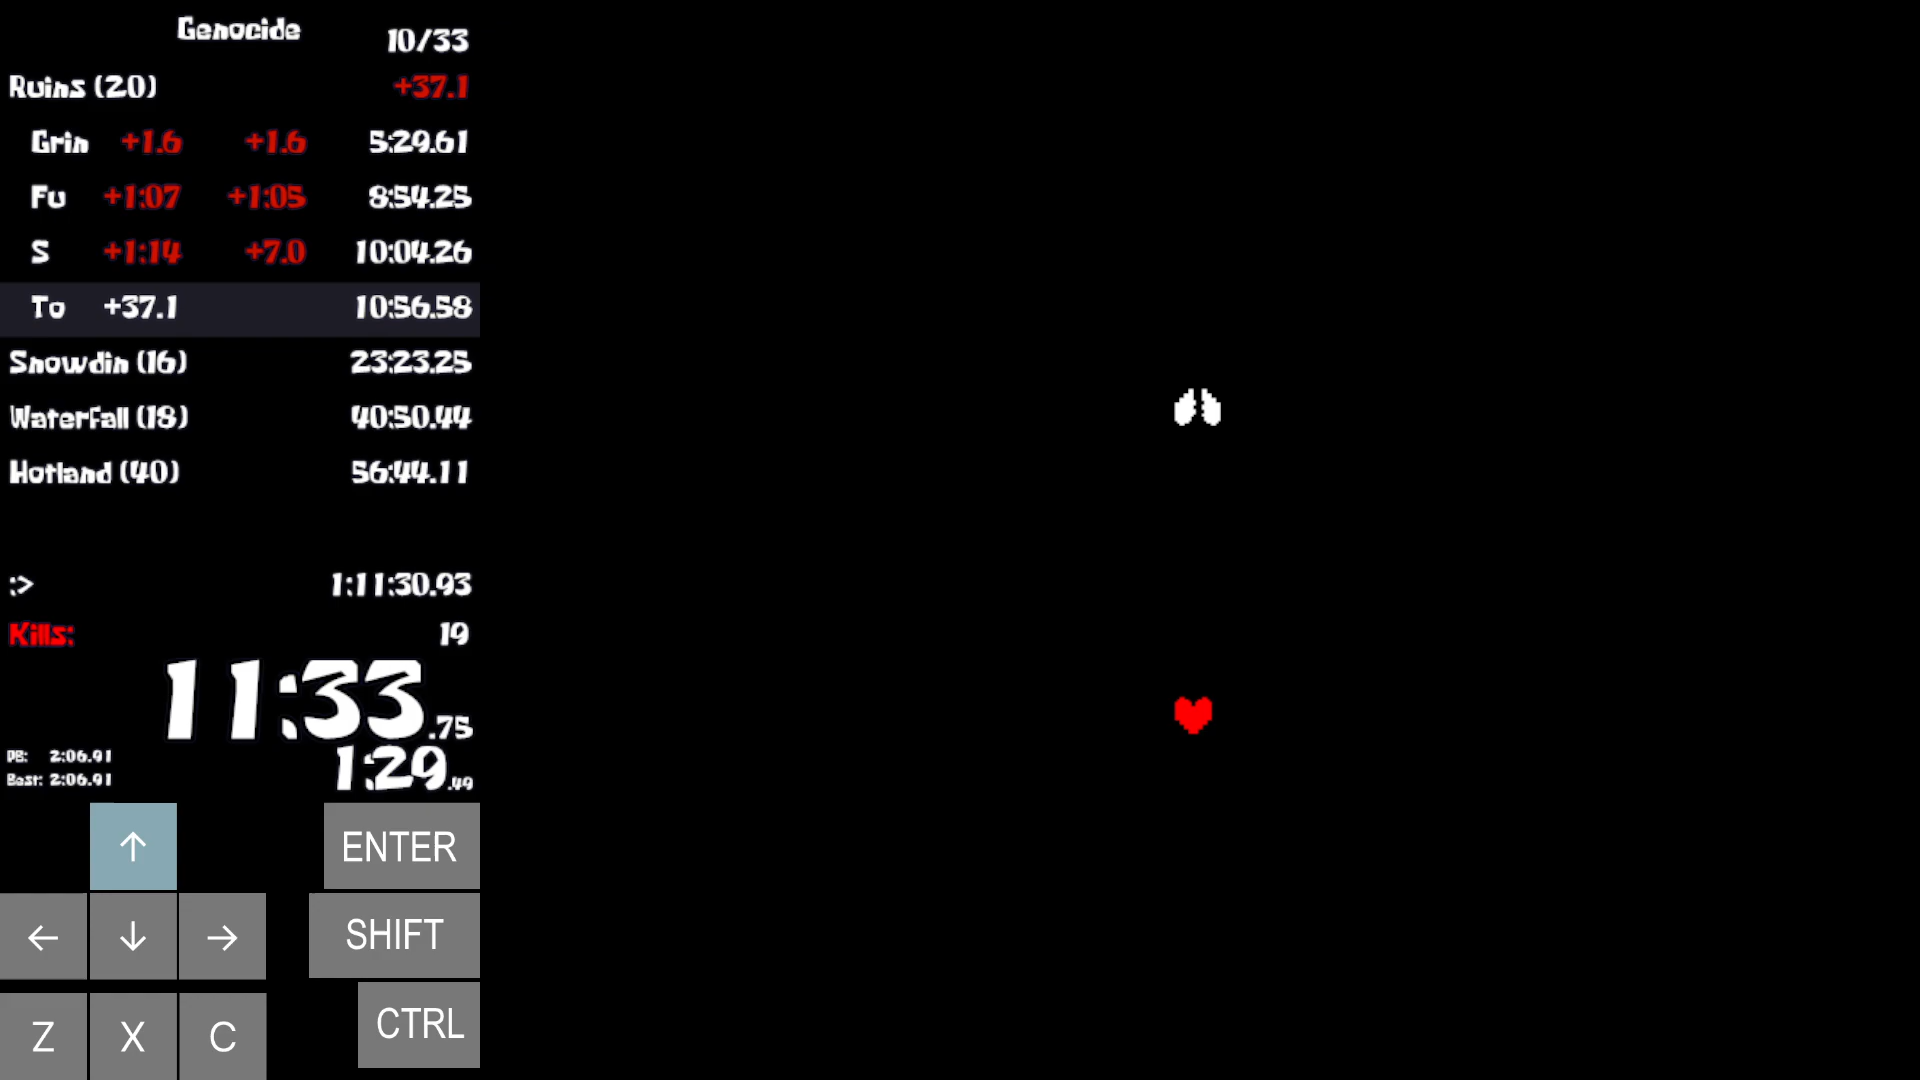 Genocide
10/33
Ruins (20) +37.1
Grin +1.6 +1.6 5:29.61
Fu +1:07 +1:05 8:54.25
S +1:14 +7.0 10:04.26
To +37.1 10:56.58
Snowdin (16) 23:23.25
Waterfall (18) 40:50.44
Hotland (40) 56:44.11
:> 1:11:30.93
Kills: 19
11:33.75
PB: 2:06.91
Best: 2:06.91
1:29.49
↑ ENTER
← ↓ → SHIFT
Z X C CTRL